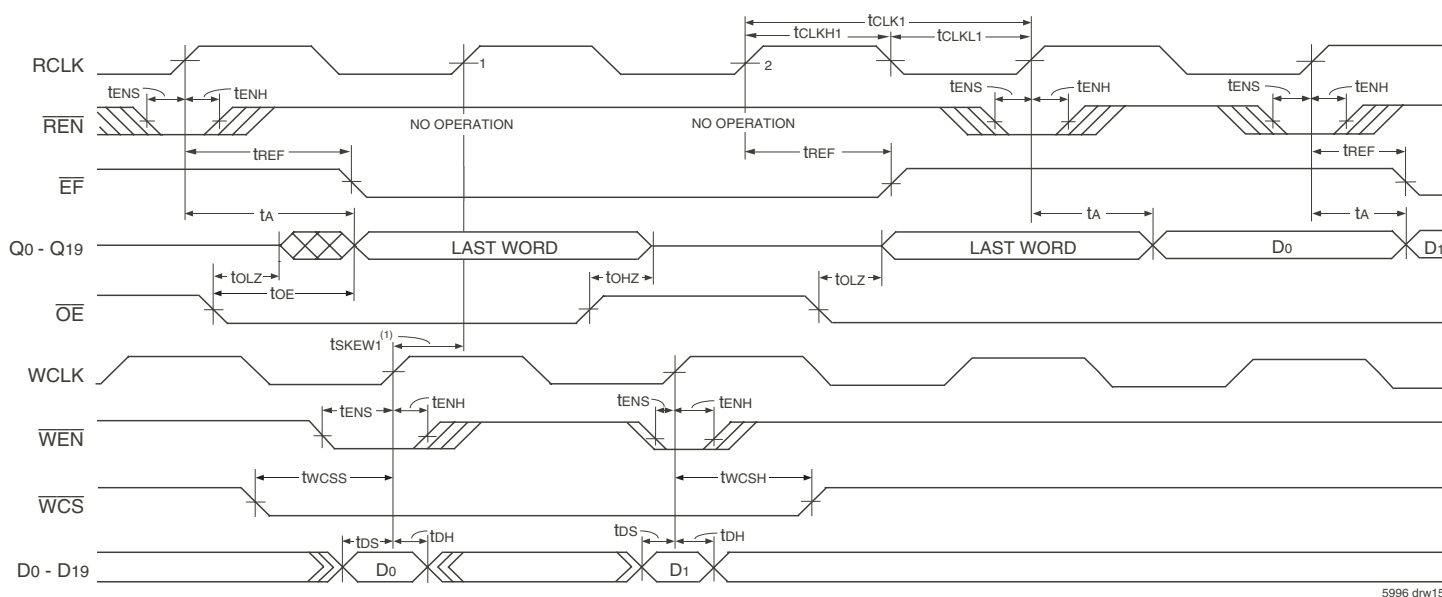 tCLK1
tCLKH1 tCLKL1
RCLK 1 2
tENS tENH tENS tENH tENS tENH
REN NO OPERATION NO OPERATION
tREF tREF tREF
EF
tA tA tA
Q0 - Q19 LAST WORD LAST WORD D0 D1
tOLZ tOHZ tOLZ
tOE
OE
tSKEW1(1)
WCLK
tENS tENH tENS tENH
WEN
tWCSS tWCSH
WCS
tDS tDH tDS tDH
D0 - D19 D0 D1
5996 drw15